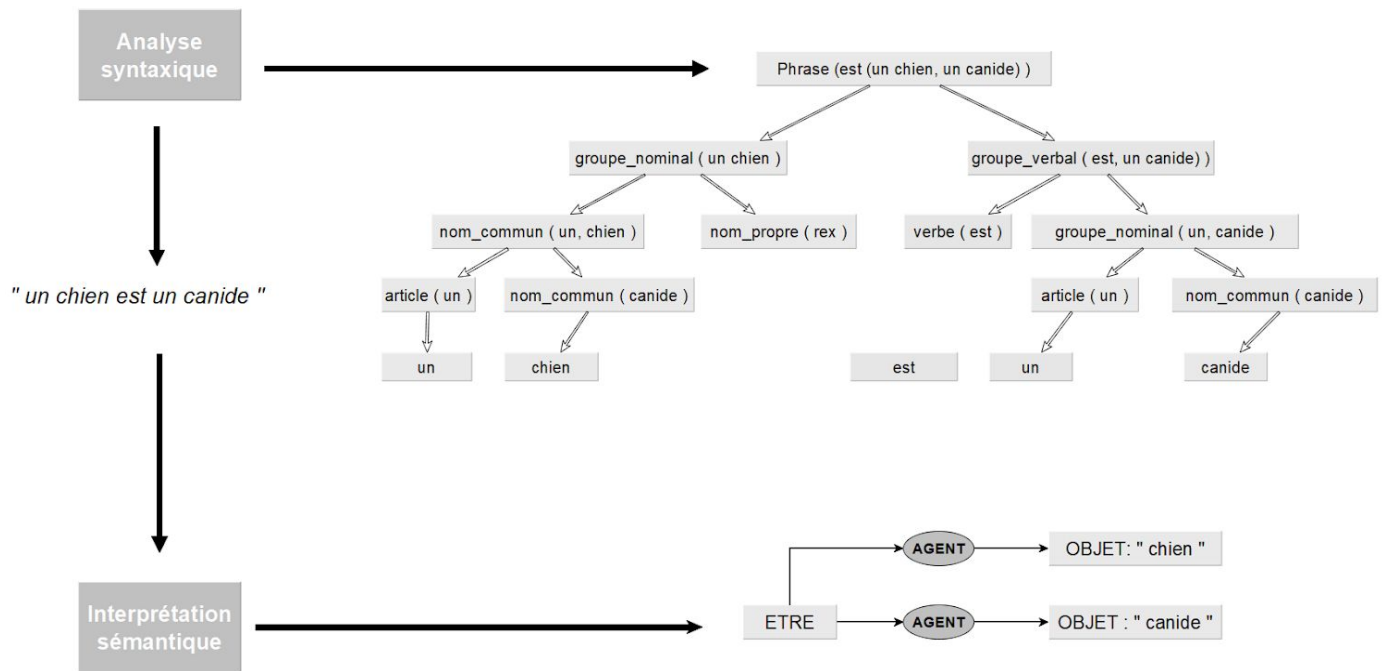 Analyse
syntaxique
Phrase (est (un chien, un canide) )
groupe_nominal ( un chien )
groupe_verbal ( est, un canide) )
nom_commun ( un, chien )
nom_propre ( rex )
verbe ( est )
groupe_nominal ( un, canide )
" un chien est un canide "
article ( un )
nom_commun ( canide )
article ( un )
nom_commun ( canide )
un
chien
est
un
canide
AGENT
OBJET: " chien "
Interprétation
sémantique
ETRE
AGENT
OBJET : " canide "